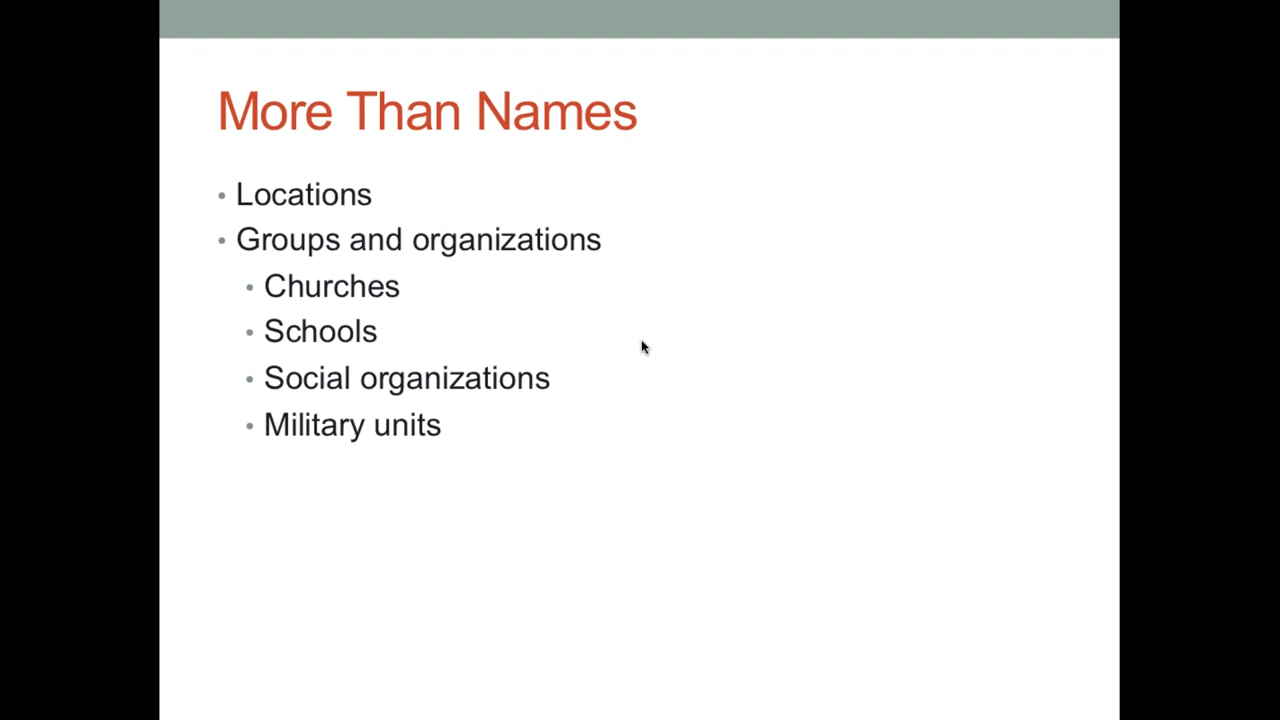 More Than Names
• Locations
• Groups and organizations
• Churches
• Schools
• Social organizations
• Military units